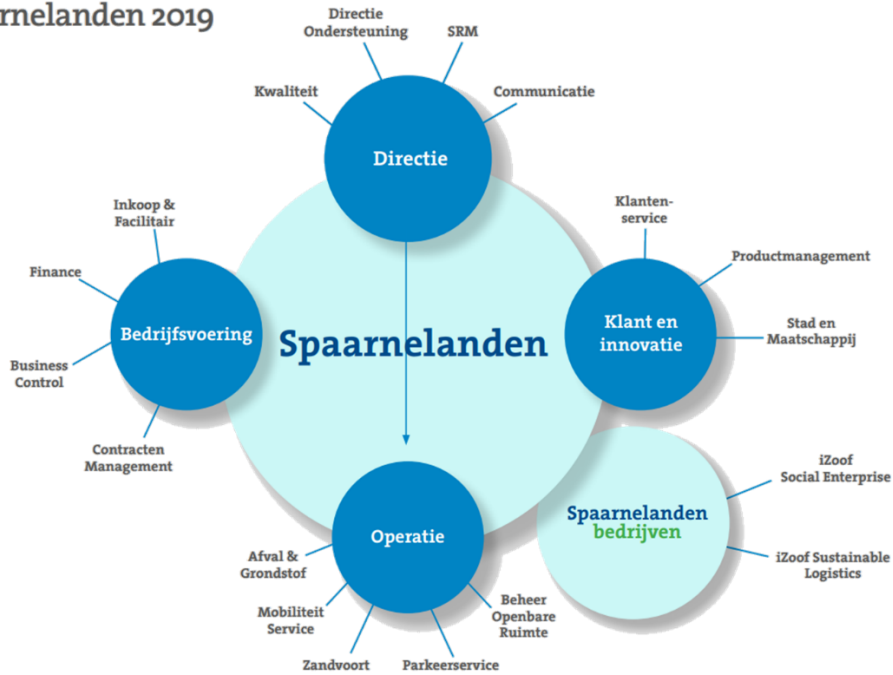 rnelanden 2019
Directie
Ondersteuning
SRM
Kwaliteit
Communicatie
Directie
Inkoop &
Facilitair
Finance
Bedrijfsvoering
Business
Control
Contracten
Management
Spaarnelanden
Klanten-
service
Productmanagement
Klant en
innovatie
Stad en
Maatschappij
Operatie
Afval &
Grondstof
Mobiliteit
Service
Zandvoort
Parkeerservice
Beheer
Openbare
Ruimte
Spaarnelanden
bedrijven
iZoof
Social Enterprise
iZoof Sustainable
Logistics